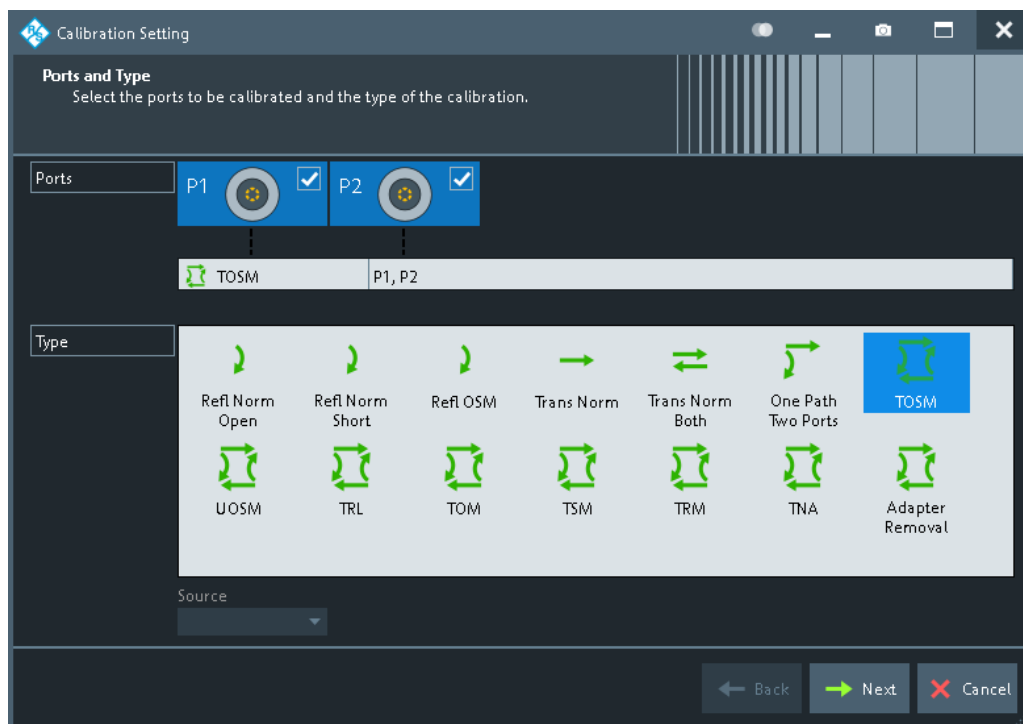 R&S Calibration Setting
Ports and Type
Select the ports to be calibrated and the type of the calibration.
Ports
P1 P2
TOSM P1, P2
Type
Refl Norm Open
Refl Norm Short
Refl OSM
Trans Norm
Trans Norm Both
One Path Two Ports
TOSM
UOSM
TRL
TOM
TSM
TRM
TNA
Adapter Removal
Source
Back Next Cancel